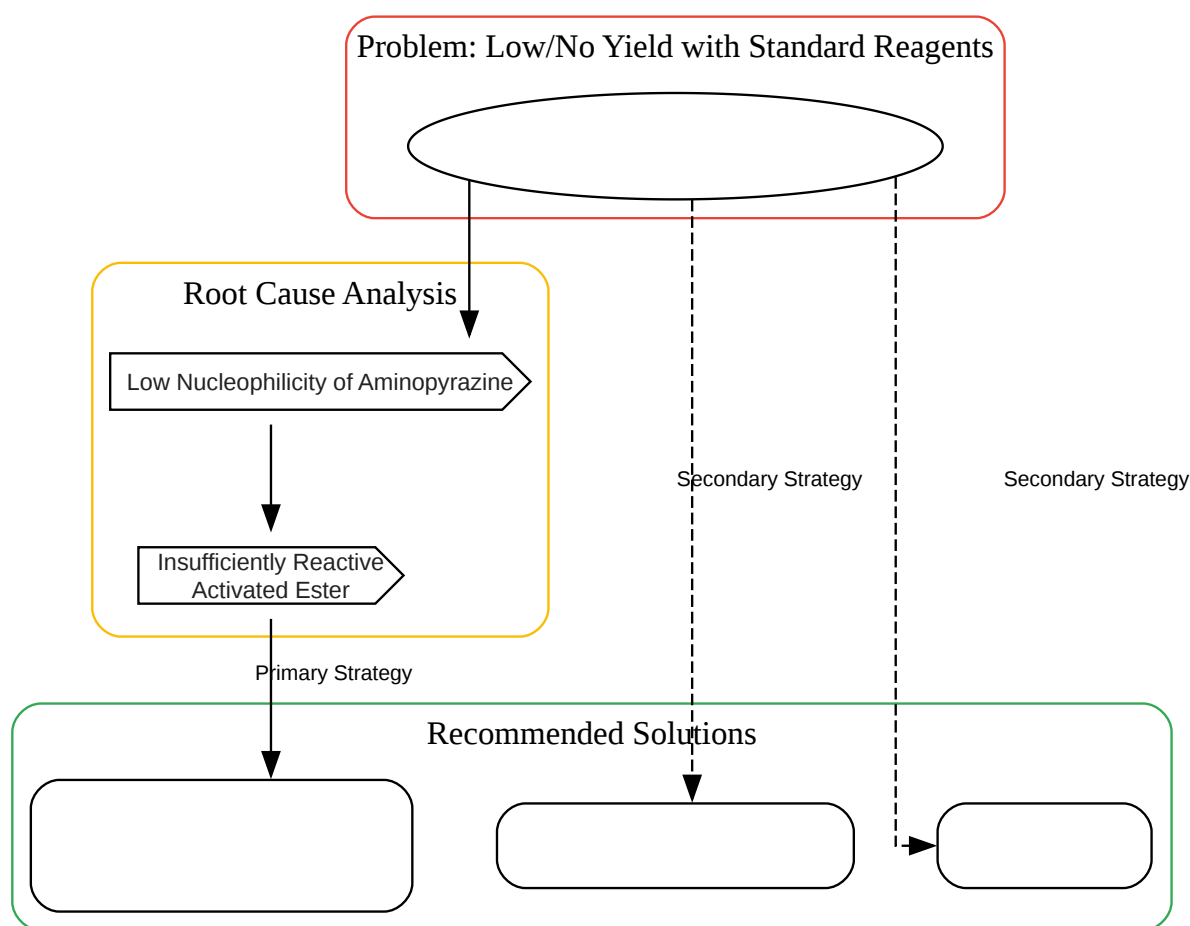 Problem: Low/No Yield with Standard Reagents
Root Cause Analysis
Low Nucleophilicity of Aminopyrazine
Secondary Strategy
Secondary Strategy
Insufficiently Reactive
Activated Ester
Primary Strategy
Recommended Solutions